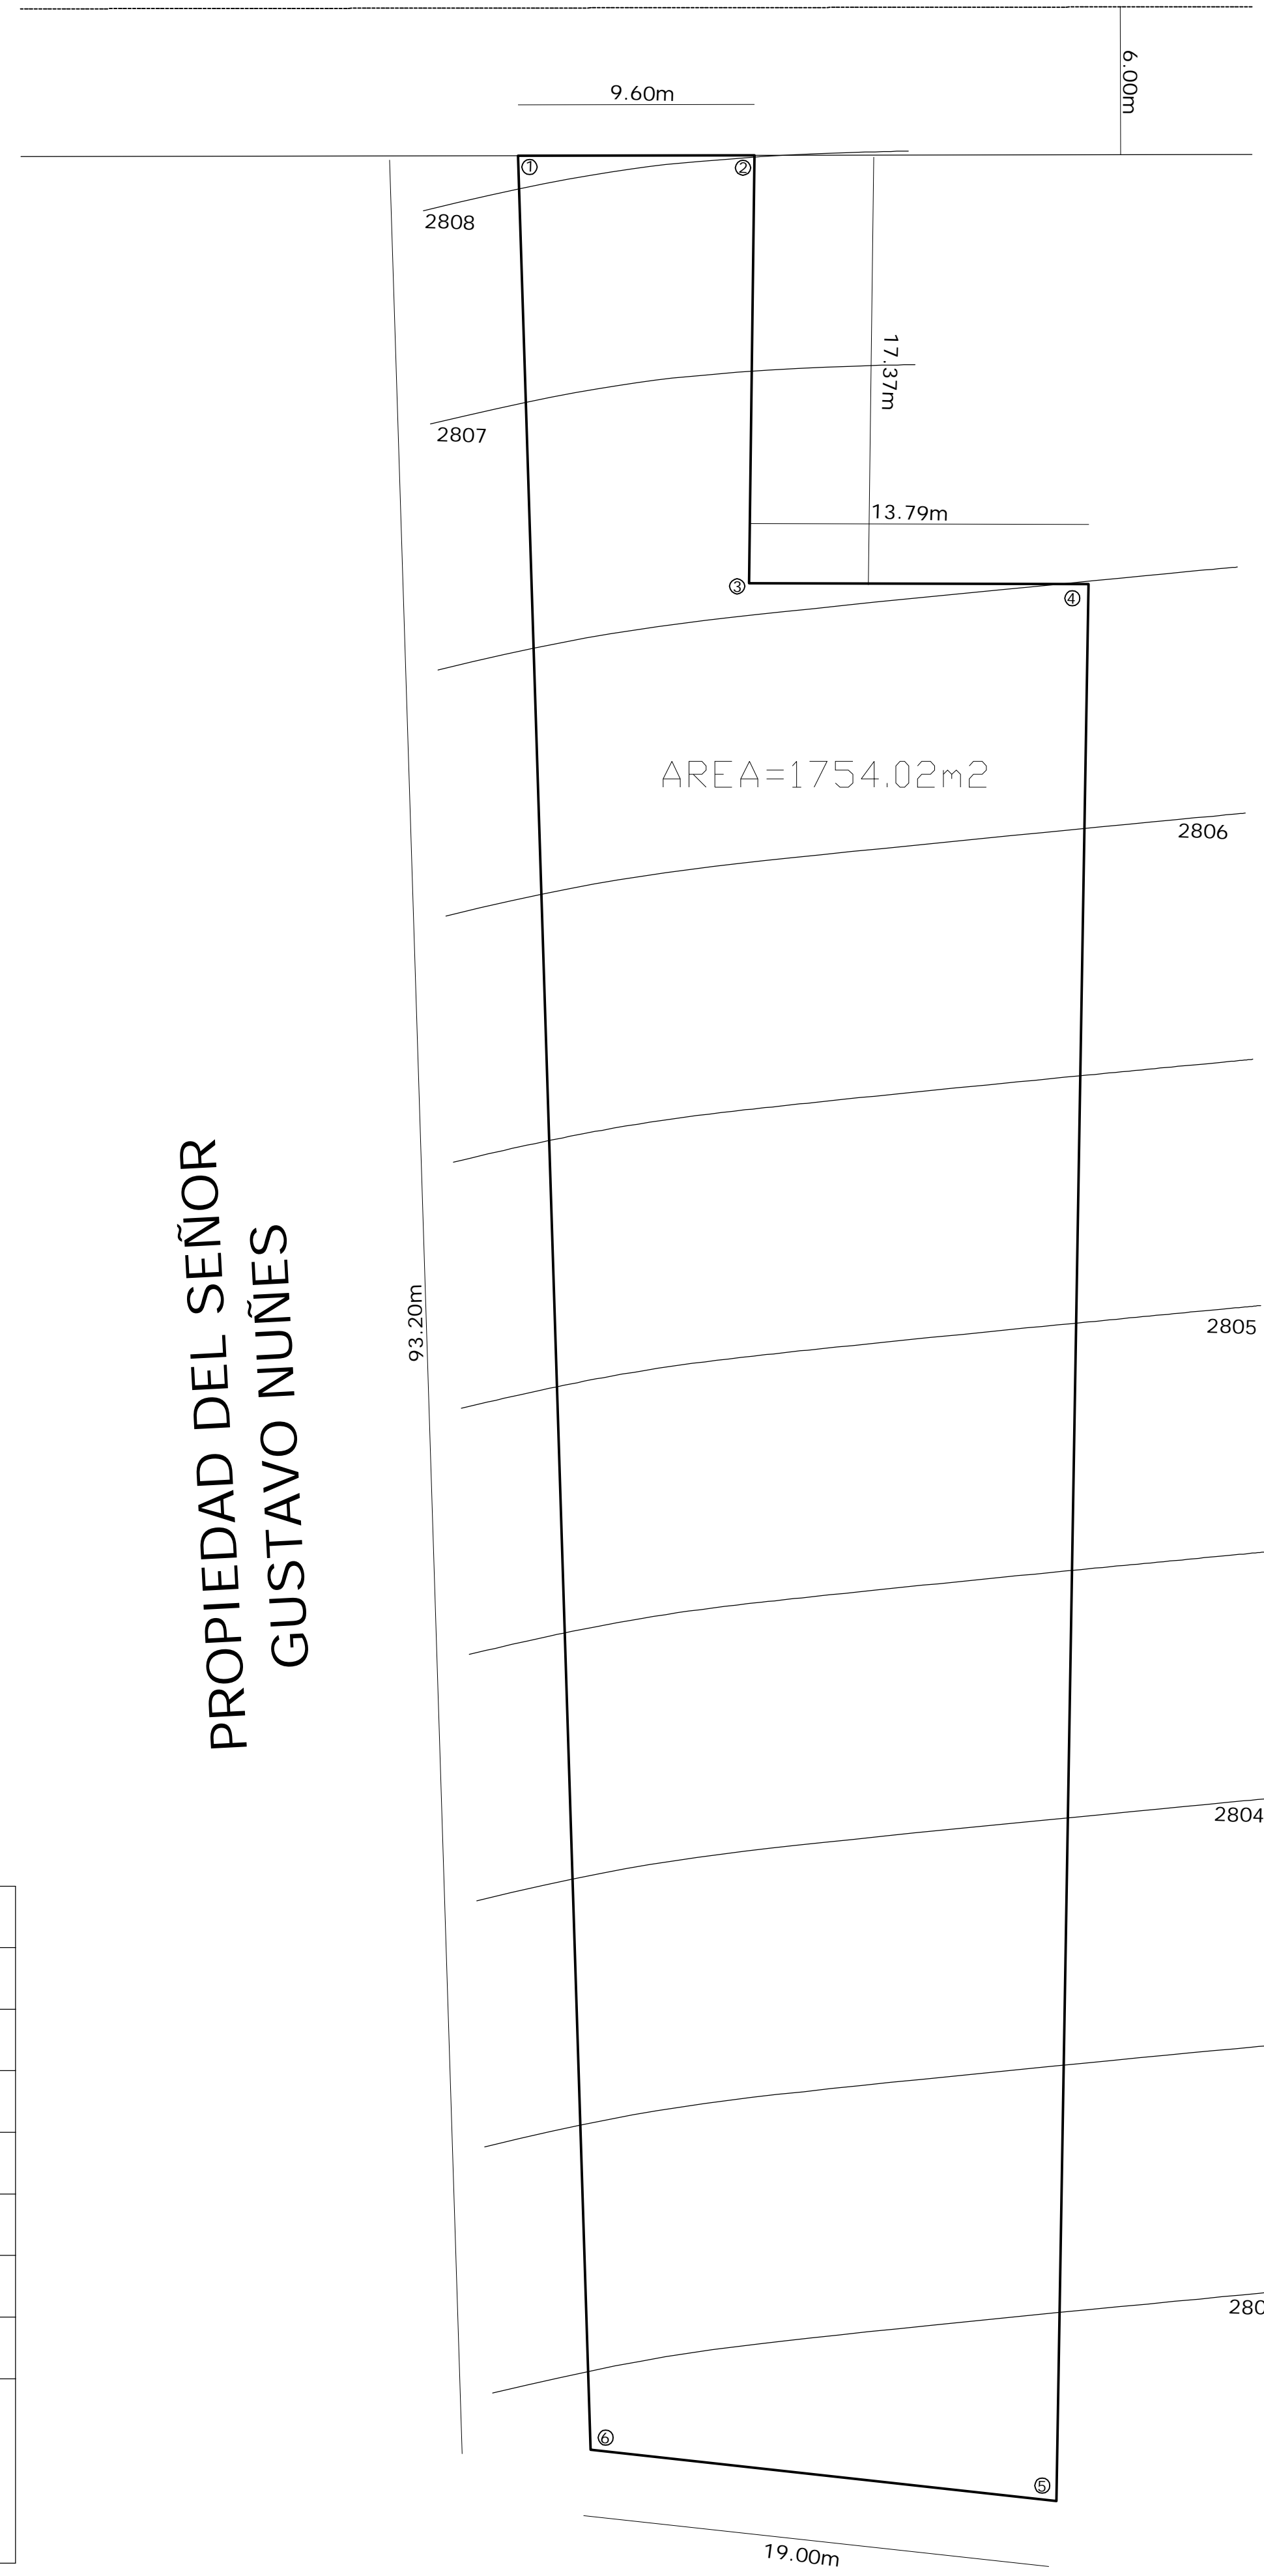 6.00m
9.60m
1
2
2808
17.37m
2807
13.79m
3
4
AREA=1754.02m2
2806
PROPIEDAD DEL SEÑOR
GUSTAVO NUÑES
93.20m
2805
2804
280
6
5
19.00m